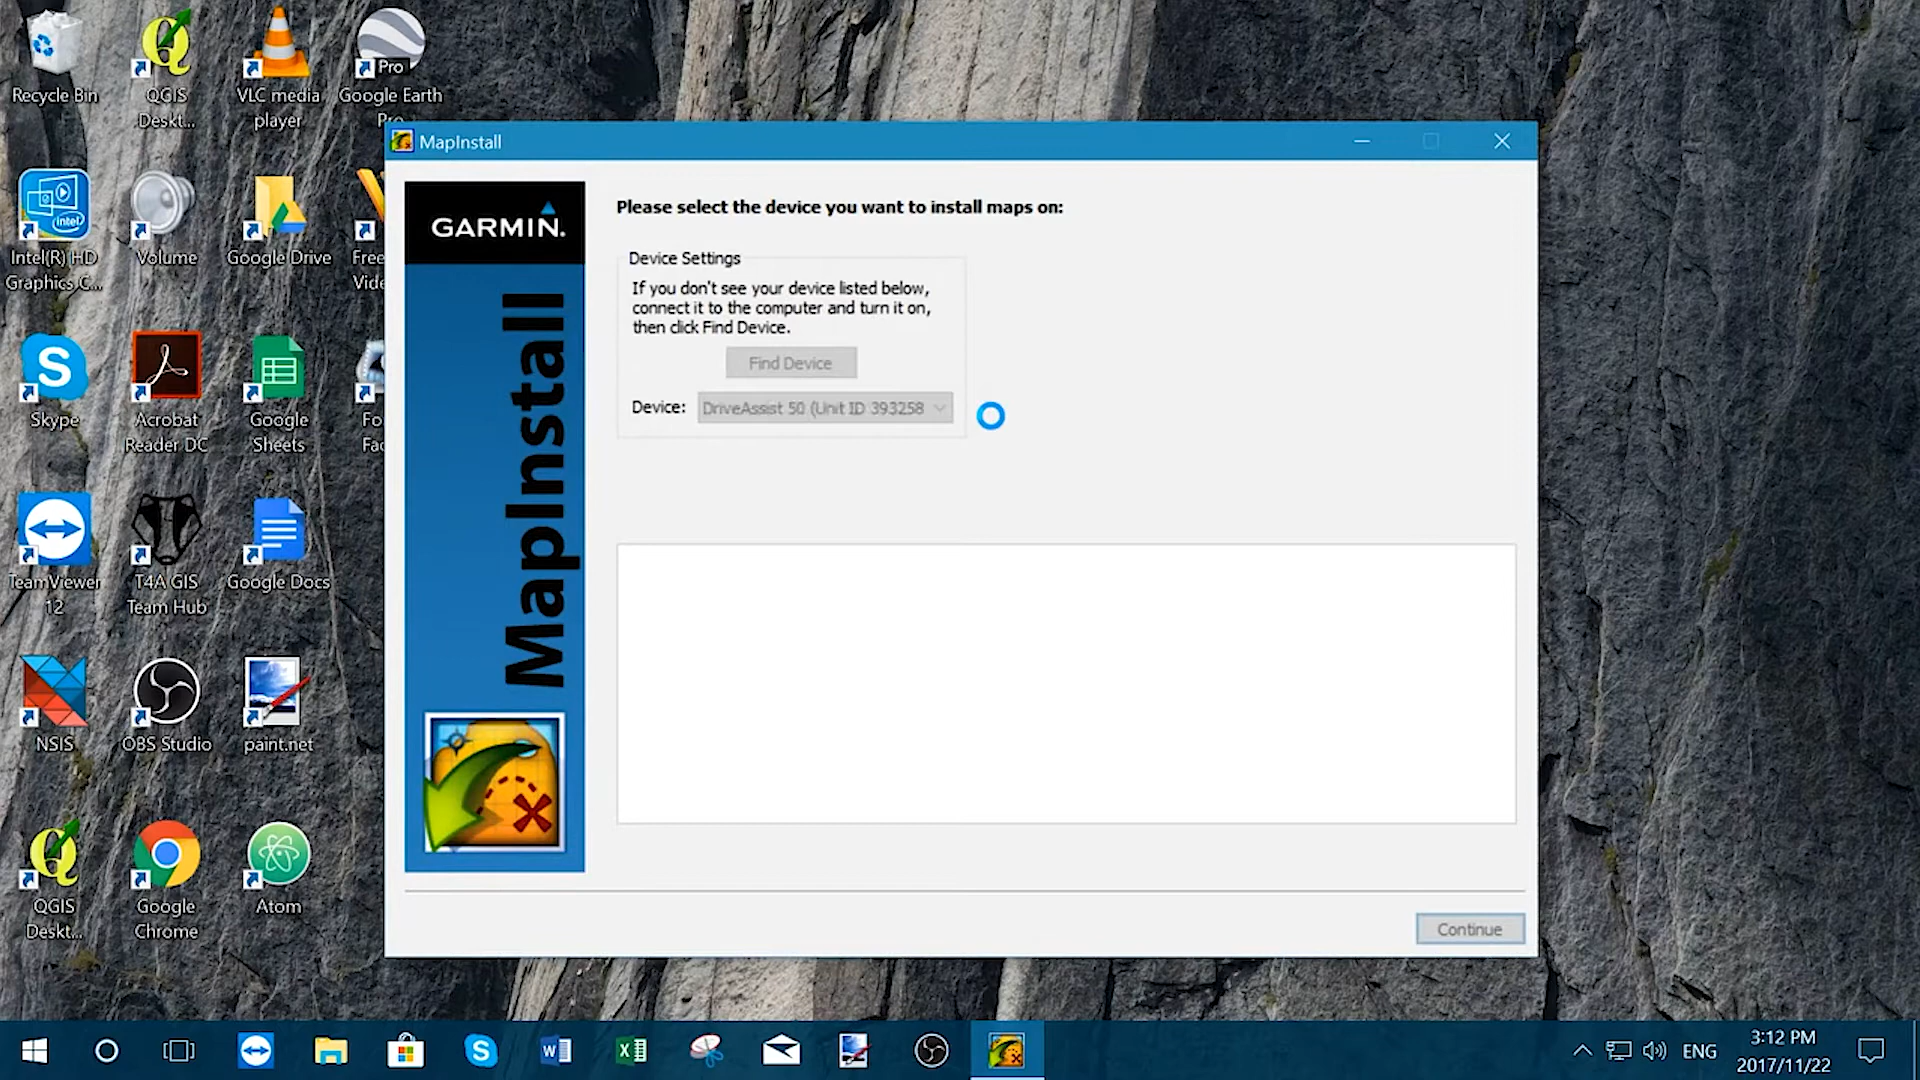 Recycle Bin
QGIS
Deskt...
VLC media
player
Pro
Google Earth
Pro
Intel(R) HD
Graphics C...
intel
Volume
Google Drive
Free
Vide
Skype
Acrobat
Reader DC
Google
Sheets
Fo
Fac
TeamViewer
12
T4A GIS
Team Hub
Google Docs
NSIS
OBS Studio
paint.net
QGIS
Deskt...
Google
Chrome
Atom
MapInstall
GARMIN.
MapInstall
Please select the device you want to install maps on:
Device Settings
If you don't see your device listed below,
connect it to the computer and turn it on,
then click Find Device.
Find Device
Device: DriveAssist 50 (Unit ID 393258
Continue
ENG
3:12 PM
2017/11/22